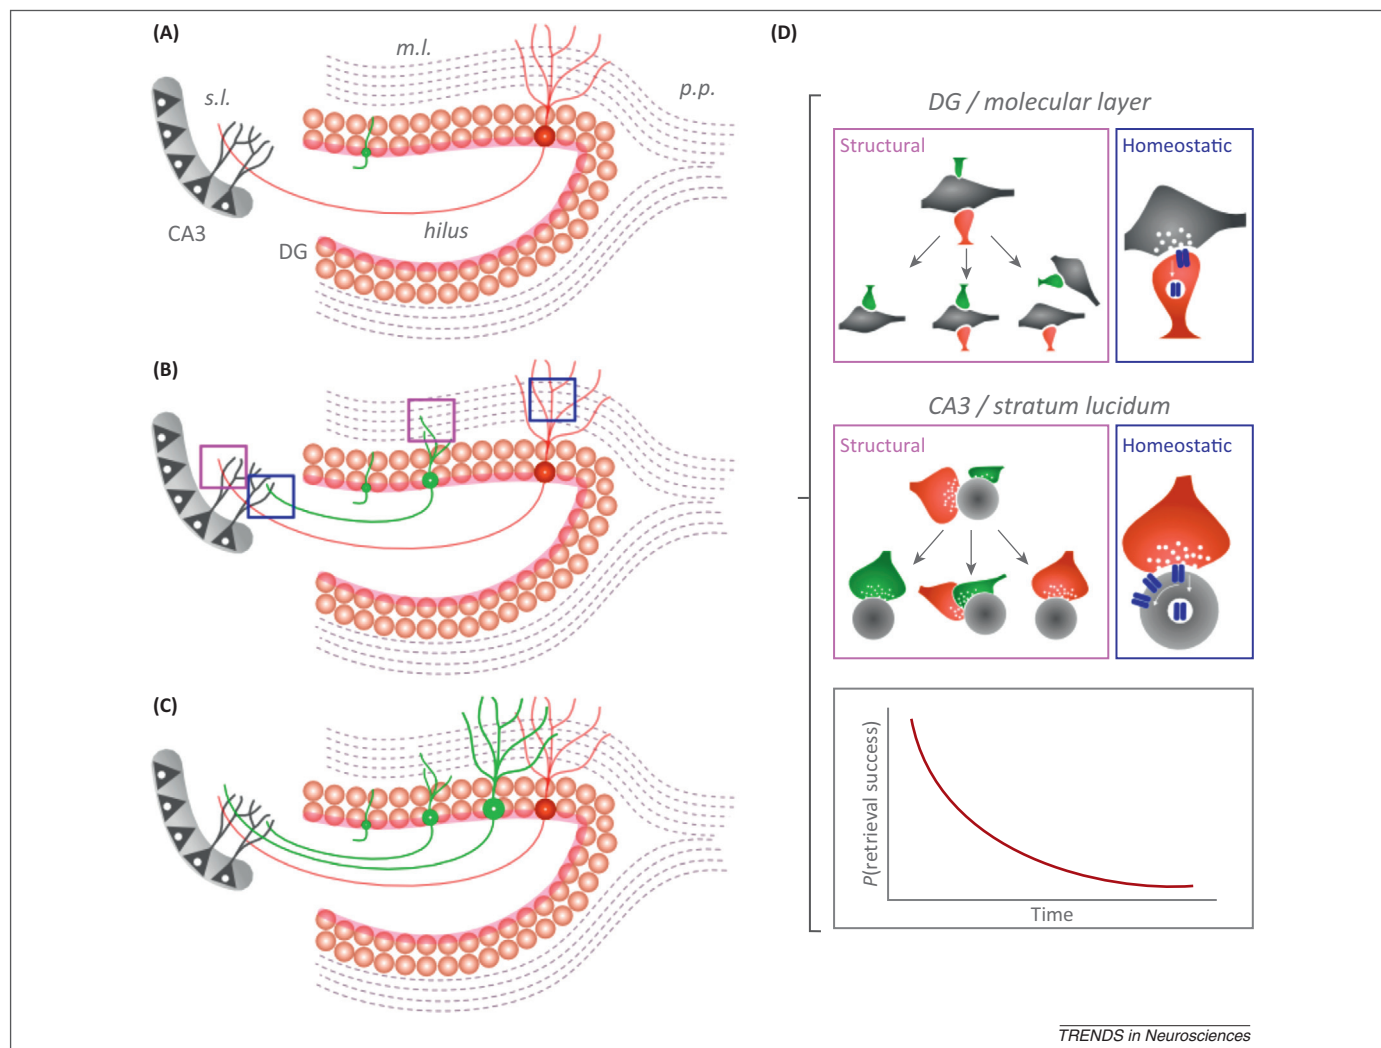 (A)
m.l.
s.l.
p.p.
CA3
DG
hilus
(B)
(C)
(D)
DG / molecular layer
Structural
Homeostatic
CA3 / stratum lucidum
Structural
Homeostatic
P(retrieval success)
Time
TRENDS in Neurosciences